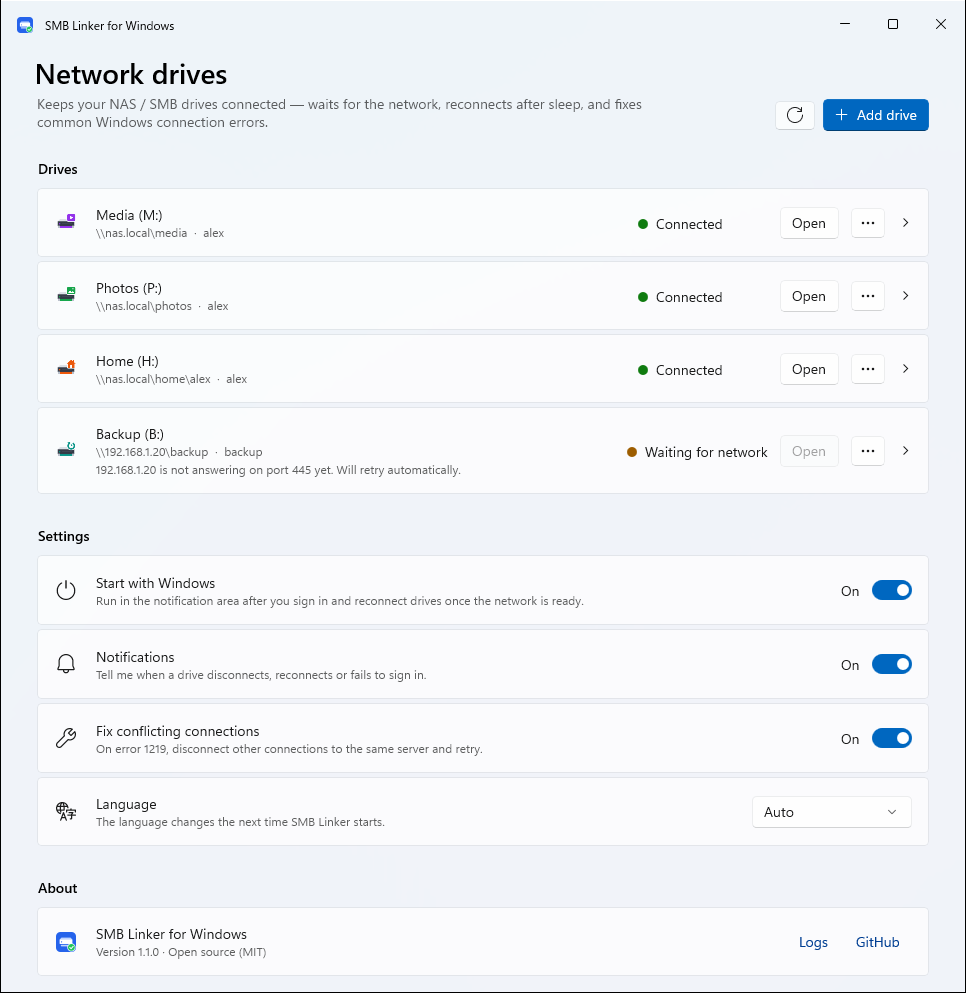 SMB Linker for Windows
Network drives
Keeps your NAS / SMB drives connected — waits for the network, reconnects after sleep, and fixes
common Windows connection errors.
Add drive
Drives
Media (M:)
\\nas.local\media · alex
Connected
Open
Photos (P:)
\\nas.local\photos · alex
Connected
Open
Home (H:)
\\nas.local\home\alex · alex
Connected
Open
Backup (B:)
\\192.168.1.20\backup · backup
192.168.1.20 is not answering on port 445 yet. Will retry automatically.
Waiting for network
Open
Settings
Start with Windows
Run in the notification area after you sign in and reconnect drives once the network is ready.
On
Notifications
Tell me when a drive disconnects, reconnects or fails to sign in.
On
Fix conflicting connections
On error 1219, disconnect other connections to the same server and retry.
On
Language
The language changes the next time SMB Linker starts.
Auto
About
SMB Linker for Windows
Version 1.1.0 · Open source (MIT)
Logs
GitHub